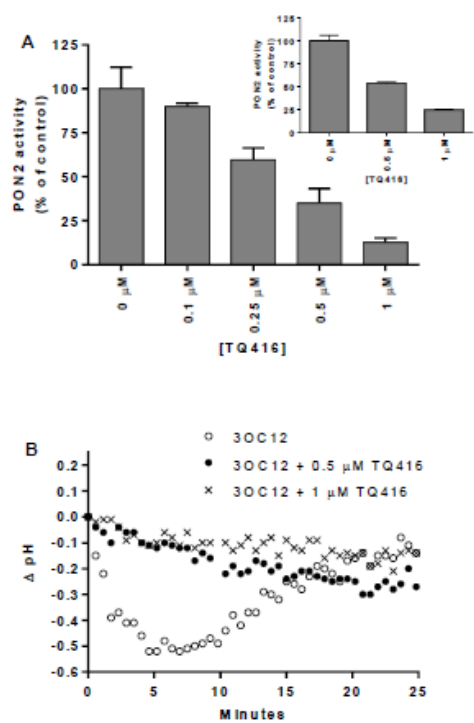 A
PON2 activity
(% of control)
125
100
75
50
25
0
0 µM
0.1 µM
0.25 µM
0.5 µM
1 µM
[TQ416]
PON2 activity
(% of control)
125
100
75
50
25
0
0 µM
0.5 µM
1 µM
[TQ416]
B
3OC12
3OC12 + 0.5 µM TQ416
3OC12 + 1 µM TQ416
Δ pH
0.2
0.1
0.0
-0.1
-0.2
-0.3
-0.4
-0.5
-0.6
0
5
10
15
20
25
Minutes